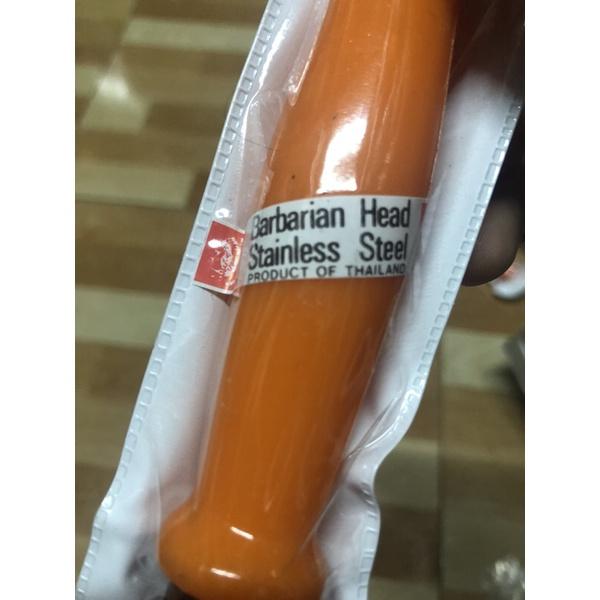 Barbarian Head
Stainless Steel
PRODUCT OF THAILAND